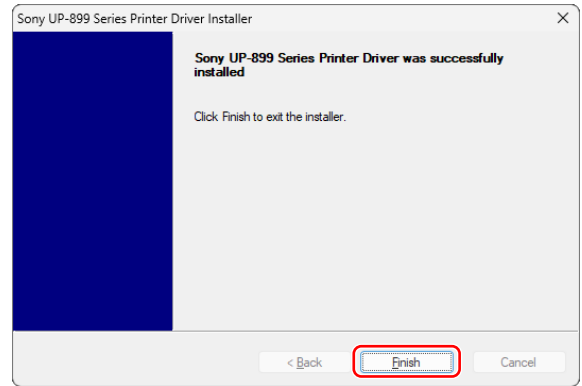 Sony UP-899 Series Printer Driver Installer
Sony UP-899 Series Printer Driver was successfully
installed
Click Finish to exit the installer.
< Back
Finish
Cancel